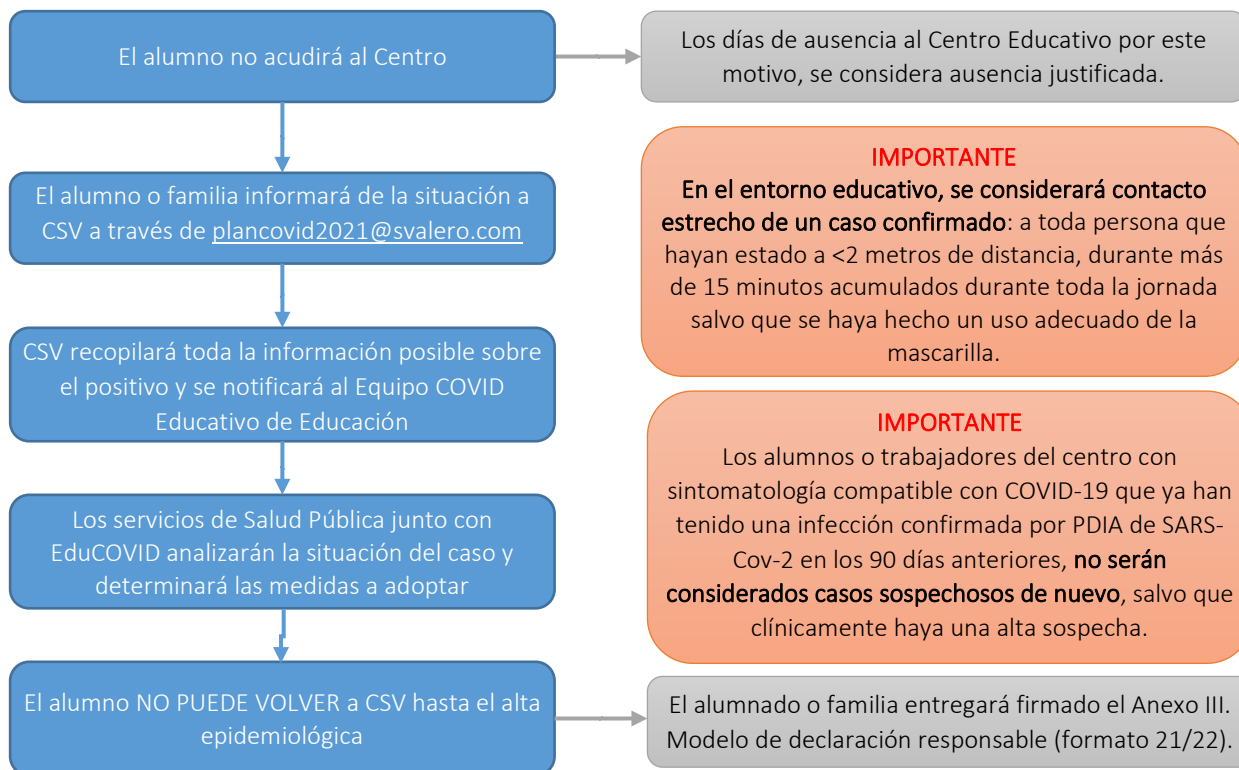 El alumno no acudirá al Centro
Los días de ausencia al Centro Educativo por este
motivo, se considera ausencia justificada.
El alumno o familia informará de la situación a
CSV a través de plancovid2021@svalero.com
IMPORTANTE
En el entorno educativo, se considerará contacto
estrecho de un caso confirmado: a toda persona que
hayan estado a <2 metros de distancia, durante más
de 15 minutos acumulados durante toda la jornada
salvo que se haya hecho un uso adecuado de la
mascarilla.
CSV recopilará toda la información posible sobre
el positivo y se notificará al Equipo COVID
Educativo de Educación
IMPORTANTE
Los alumnos o trabajadores del centro con
sintomatología compatible con COVID-19 que ya han
tenido una infección confirmada por PDIA de SARS-
Cov-2 en los 90 días anteriores, no serán
considerados casos sospechosos de nuevo, salvo que
clínicamente haya una alta sospecha.
Los servicios de Salud Pública junto con
EduCOVID analizarán la situación del caso y
determinará las medidas a adoptar
El alumno NO PUEDE VOLVER a CSV hasta el alta
epidemiológica
El alumnado o familia entregará firmado el Anexo III.
Modelo de declaración responsable (formato 21/22).